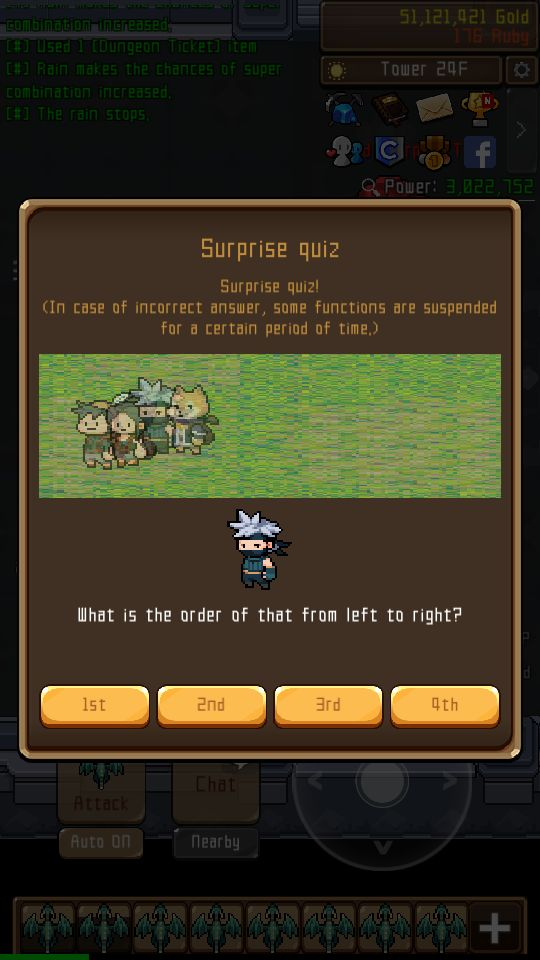 combination increased.
[#] Used 1 [Dungeon Ticket] item
[#] Rain makes the chances of super
combination increased.
[#] The rain stops.
51,121,421 Gold
176 Ruby
Tower 24F
Power: 3,022,752
Surprise quiz
Surprise quiz!
(In case of incorrect answer, some functions are suspended
for a certain period of time.)
What is the order of that from left to right?
1st
2nd
3rd
4th
Attack
Chat
Auto ON
Nearby